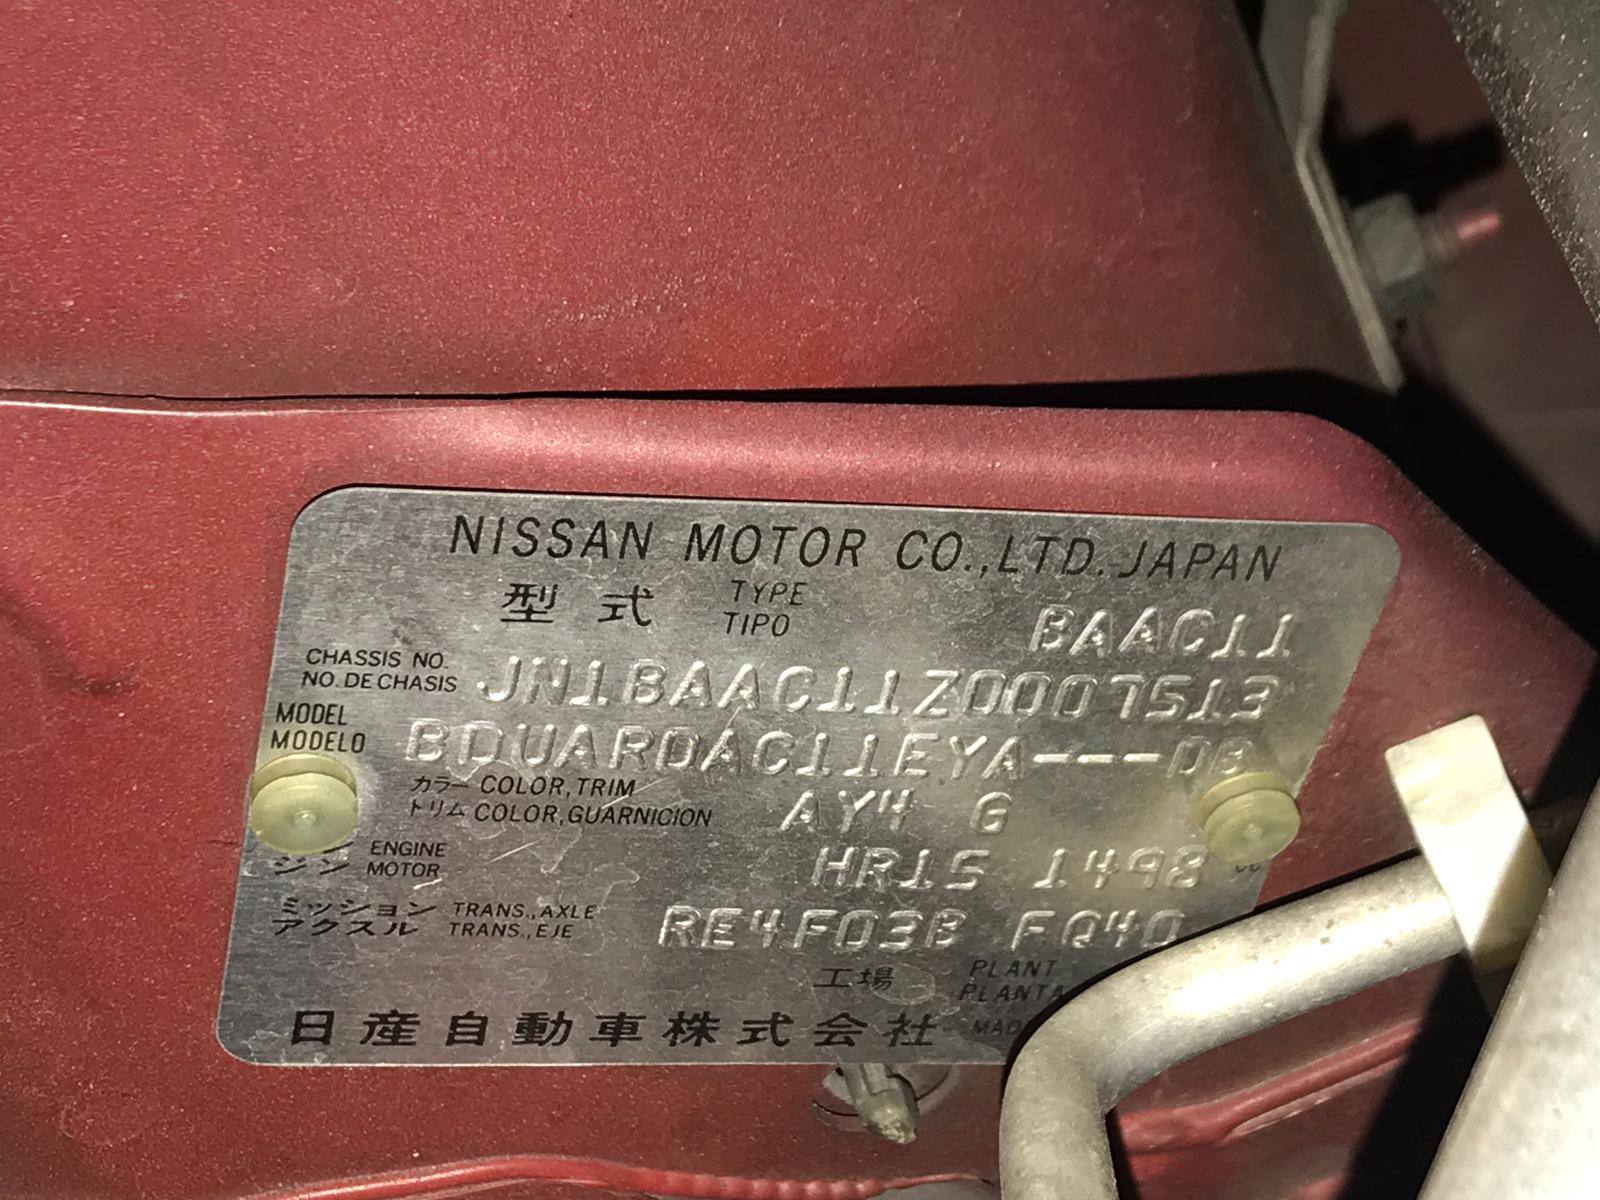 NISSAN MOTOR CO.,LTD. JAPAN
型式 TYPE BAAC11
TIPO
CHASSIS NO. JN1BAAC11Z0007513
NO. DE CHASIS
MODEL BDUARDAC11EYA---
MODELO
カラー COLOR,TRIM AY4 G
トリム COLOR,GUARNICION
ENGINE HR15 1498
ジン MOTOR
ミッション TRANS.,AXLE RE4F03B FQ40
アクスル TRANS.,EJE
工場 PLANT
PLANTA
日産自動車株式会社